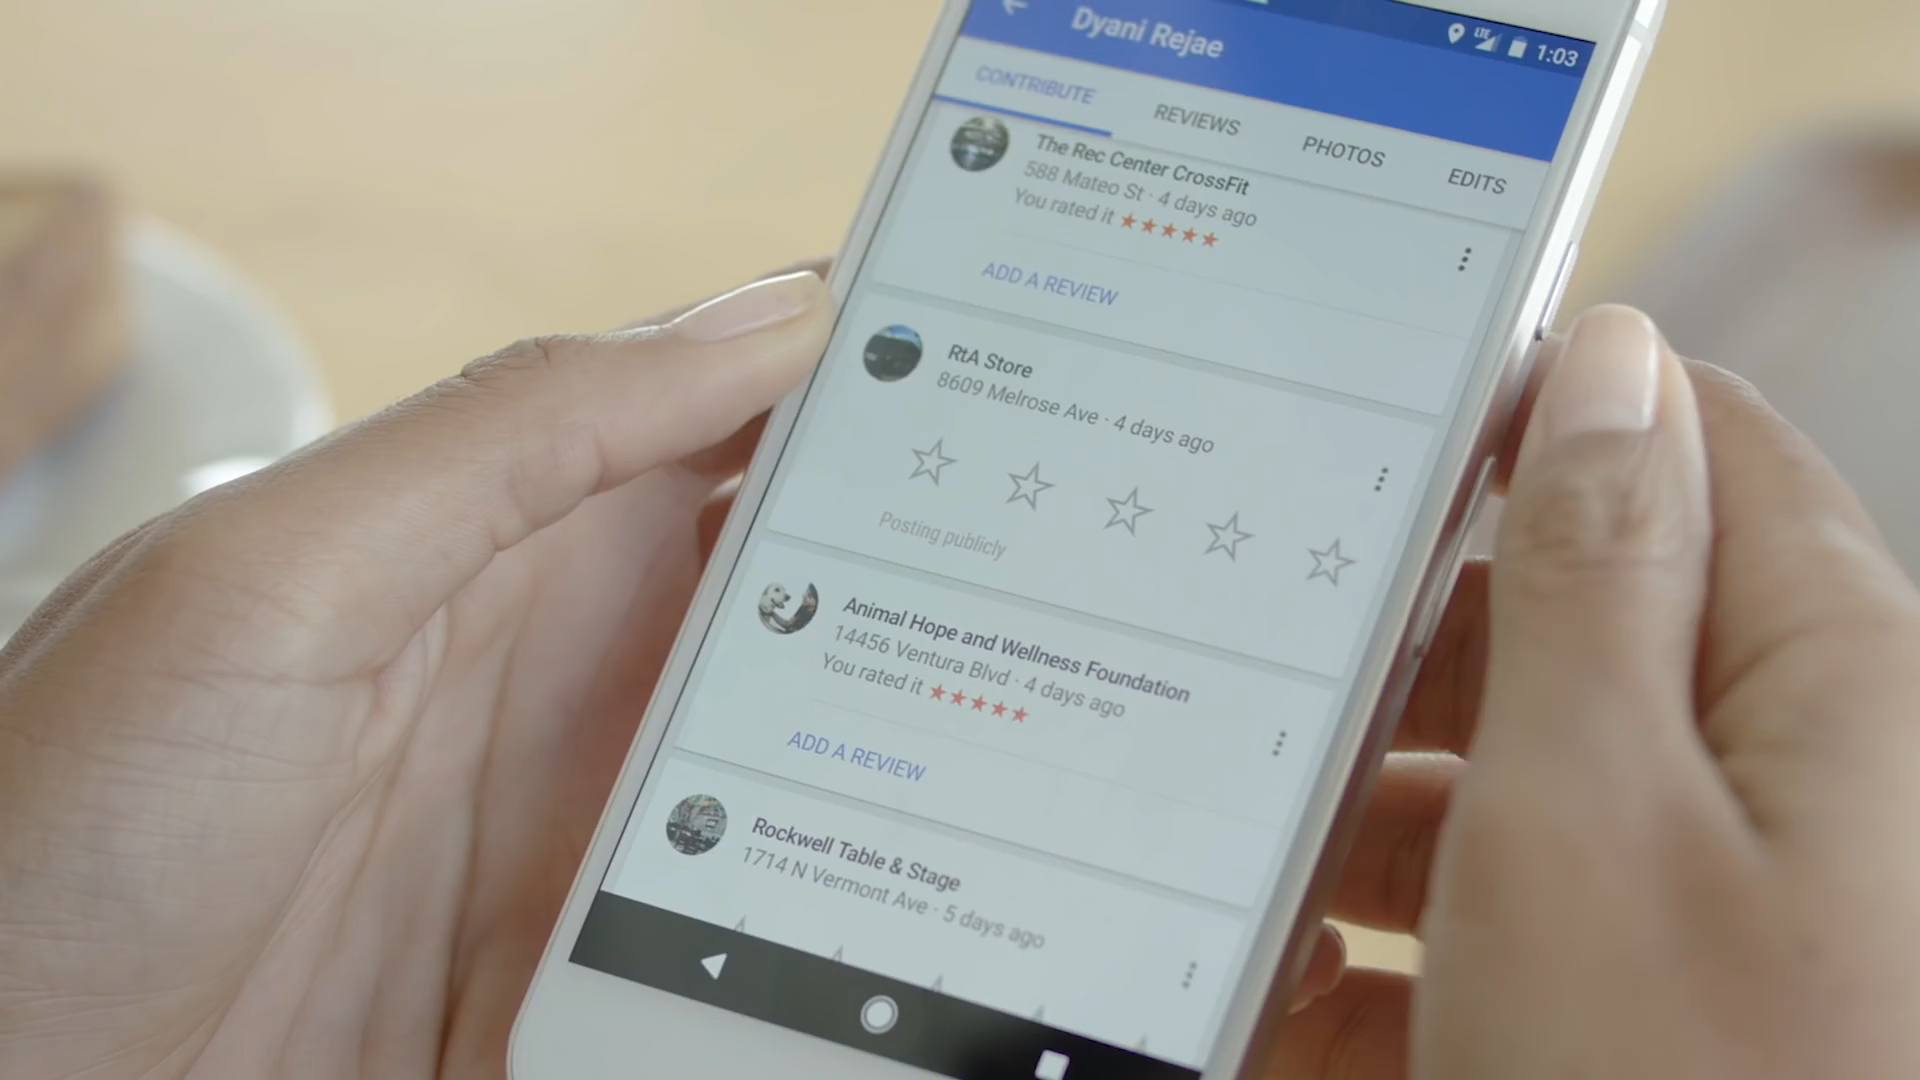 LTE 1:03
Dyani Rejae
CONTRIBUTE REVIEWS PHOTOS EDITS
The Rec Center CrossFit
588 Mateo St · 4 days ago
You rated it ★★★★★
ADD A REVIEW
RtA Store
8609 Melrose Ave · 4 days ago
Posting publicly
Animal Hope and Wellness Foundation
14456 Ventura Blvd · 4 days ago
You rated it ★★★★★
ADD A REVIEW
Rockwell Table & Stage
1714 N Vermont Ave · 5 days ago